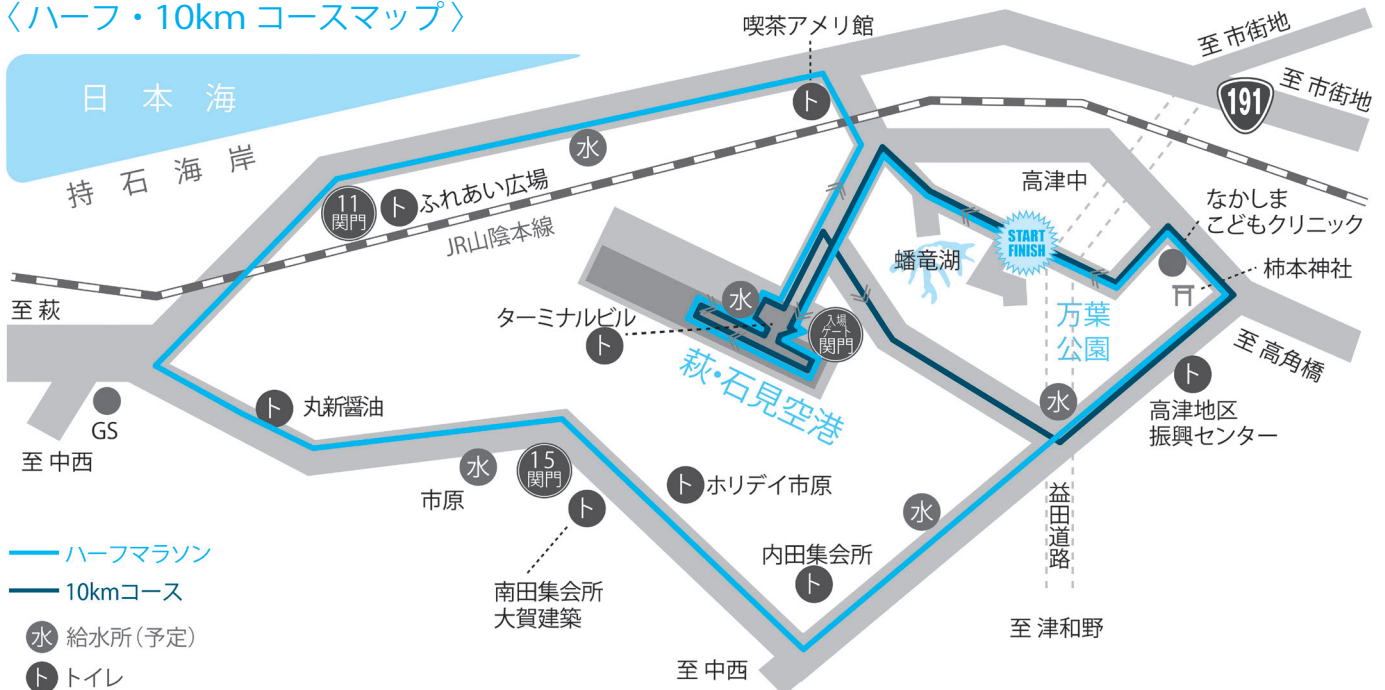 〈ハーフ・10km コースマップ〉
喫茶アメリ館
至 市街地
至 市街地
191
日本海
持石海岸
ト
水
11
関門
ト
ふれあい広場
JR山陰本線
高津中
なかしま
こどもクリニック
START
FINISH
蟠竜湖
柿本神社
至 萩
ターミナルビル
ト
水
入場
ゲート
関門
万葉
公園
至 高角橋
萩・石見空港
GS
ト
丸新醤油
水
ト
高津地区
振興センター
至 中西
市原
水
15
関門
ト
ト
ホリデイ市原
水
益田道路
南田集会所
大賀建築
内田集会所
ト
至 津和野
至 中西
ハーフマラソン
10kmコース
水 給水所(予定)
ト トイレ